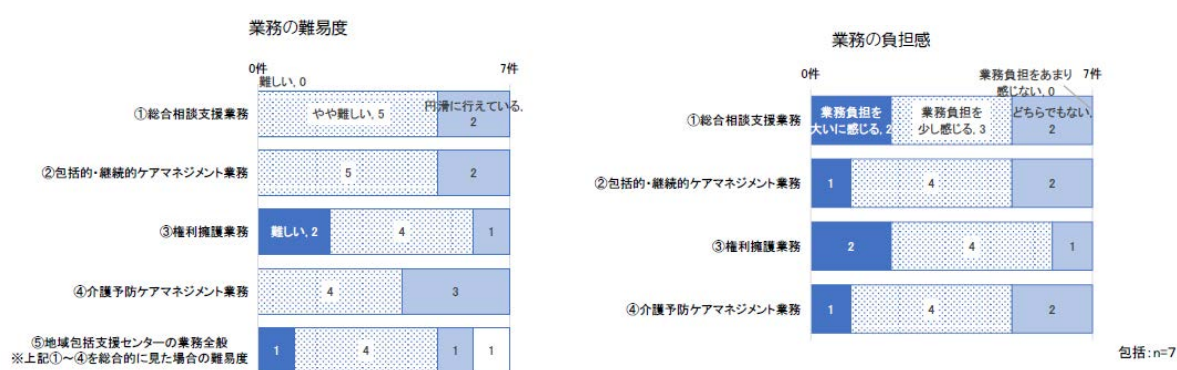 業務の難易度
0件
7件
難しい, 0
①総合相談支援業務
やや難しい, 5
円滑に行えている,
2
②包括的・継続的ケアマネジメント業務
5
2
③権利擁護業務
難しい, 2
4
1
④介護予防ケアマネジメント業務
4
3
⑤地域包括支援センターの業務全般
※上記①~④を総合的に見た場合の難易度
1
4
1
1
業務の負担感
0件
業務負担をあまり
感じない, 0
7件
①総合相談支援業務
業務負担を
大いに感じる, 2
業務負担を
少し感じる, 3
どちらでもない,
2
②包括的・継続的ケアマネジメント業務
1
4
2
③権利擁護業務
2
4
1
④介護予防ケアマネジメント業務
1
4
2
包括:n=7